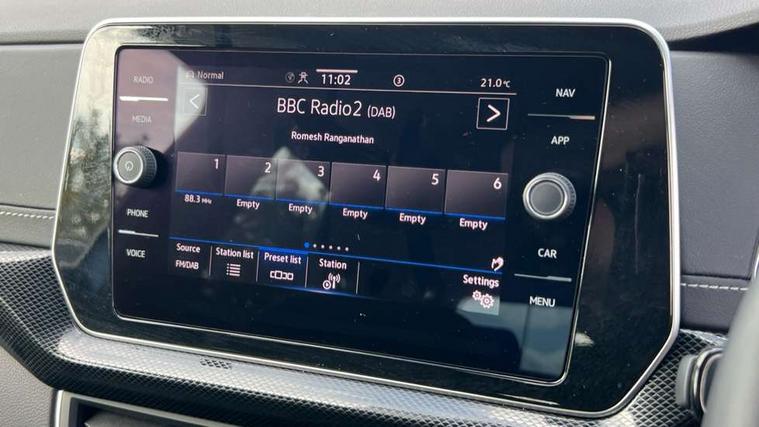 RADIO
MEDIA
PHONE
VOICE
Normal 11:02 3 21.0°C
BBC Radio2 (DAB)
Romesh Ranganathan
1 2 3 4 5 6
88.3 MHz Empty Empty Empty Empty Empty
Source Station list Preset list Station Settings
FM/DAB
NAV
APP
CAR
MENU